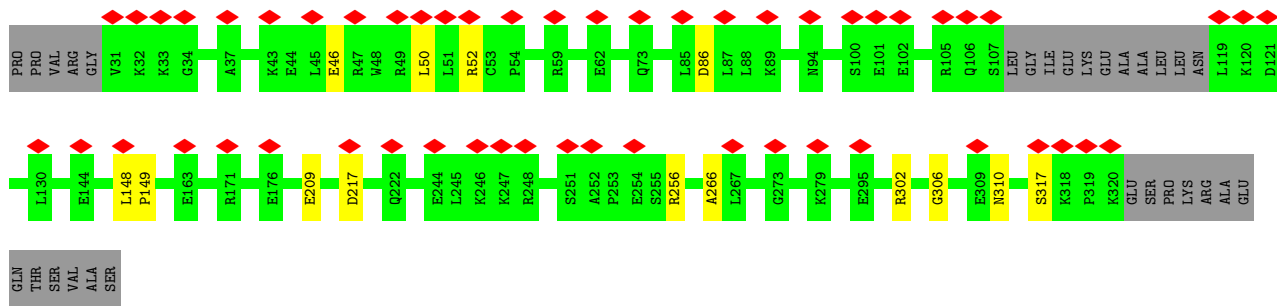 PRO PRO VAL ARG GLY V31 K32 K33 G34 A37 K43 E44 L45 E46 R47 W48 R49 L50 L51 R52 C53 P54 R59 E62 Q73 L85 D86 L87 L88 K89 N94 S100 E101 E102 R105 Q106 S107 LEU GLY ILE GLU LYS GLU ALA ALA LEU LEU ASN L119 K120 D121
L130 E144 L148 P149 E163 R171 E176 E209 D217 Q222 E244 L245 K246 K247 R248 S251 A252 P253 E254 S255 R256 A266 L267 G273 K279 E295 R302 G306 E309 N310 S317 K318 P319 K320 GLU SER PRO LYS ARG ALA GLU
GLN THR SER VAL ALA SER